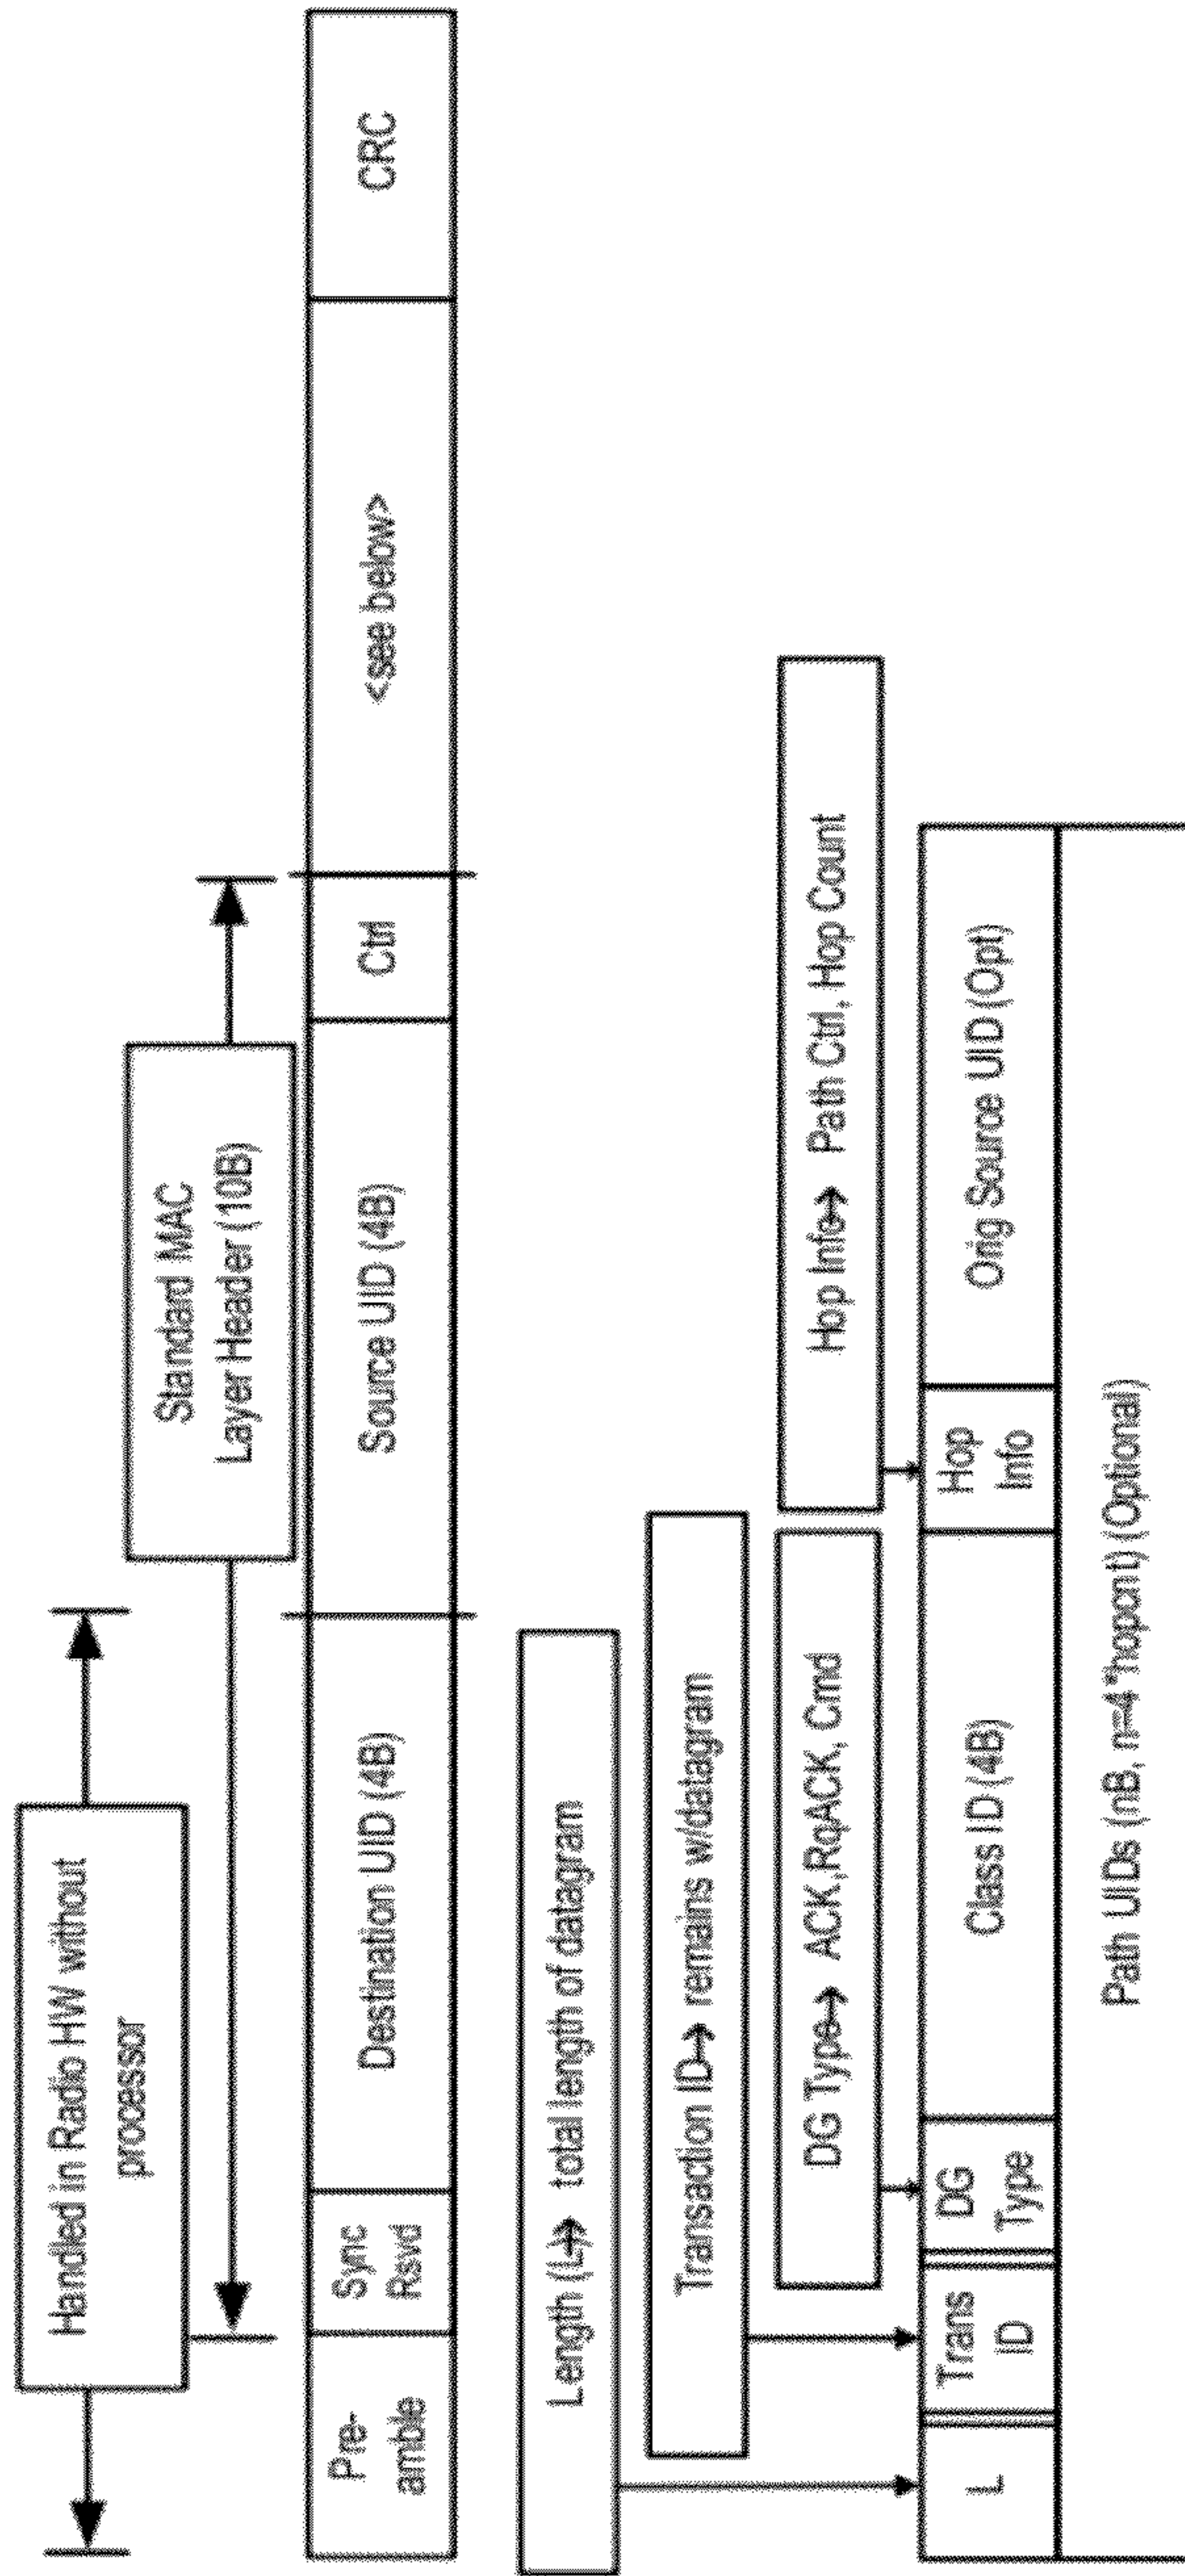 Handled in Radio HW without
processor
Standard MAC
Layer Header (10B)
Pre-
amble
Sync
Rsvd
Destination UID (4B)
Source UID (4B)
Ctrl
<see below>
CRC
Length (L→ total length of datagram
Transaction ID→ remains w/datagram
DG Type→ ACK,RqACK, Cmd
Hop Info→ Path Ctrl, Hop Count
L
Trans
ID
DG
Type
Class ID (4B)
Hop
Info
Orig Source UID (Opt)
Path UIDs (nB, n=4*hopcnt) (Optional)